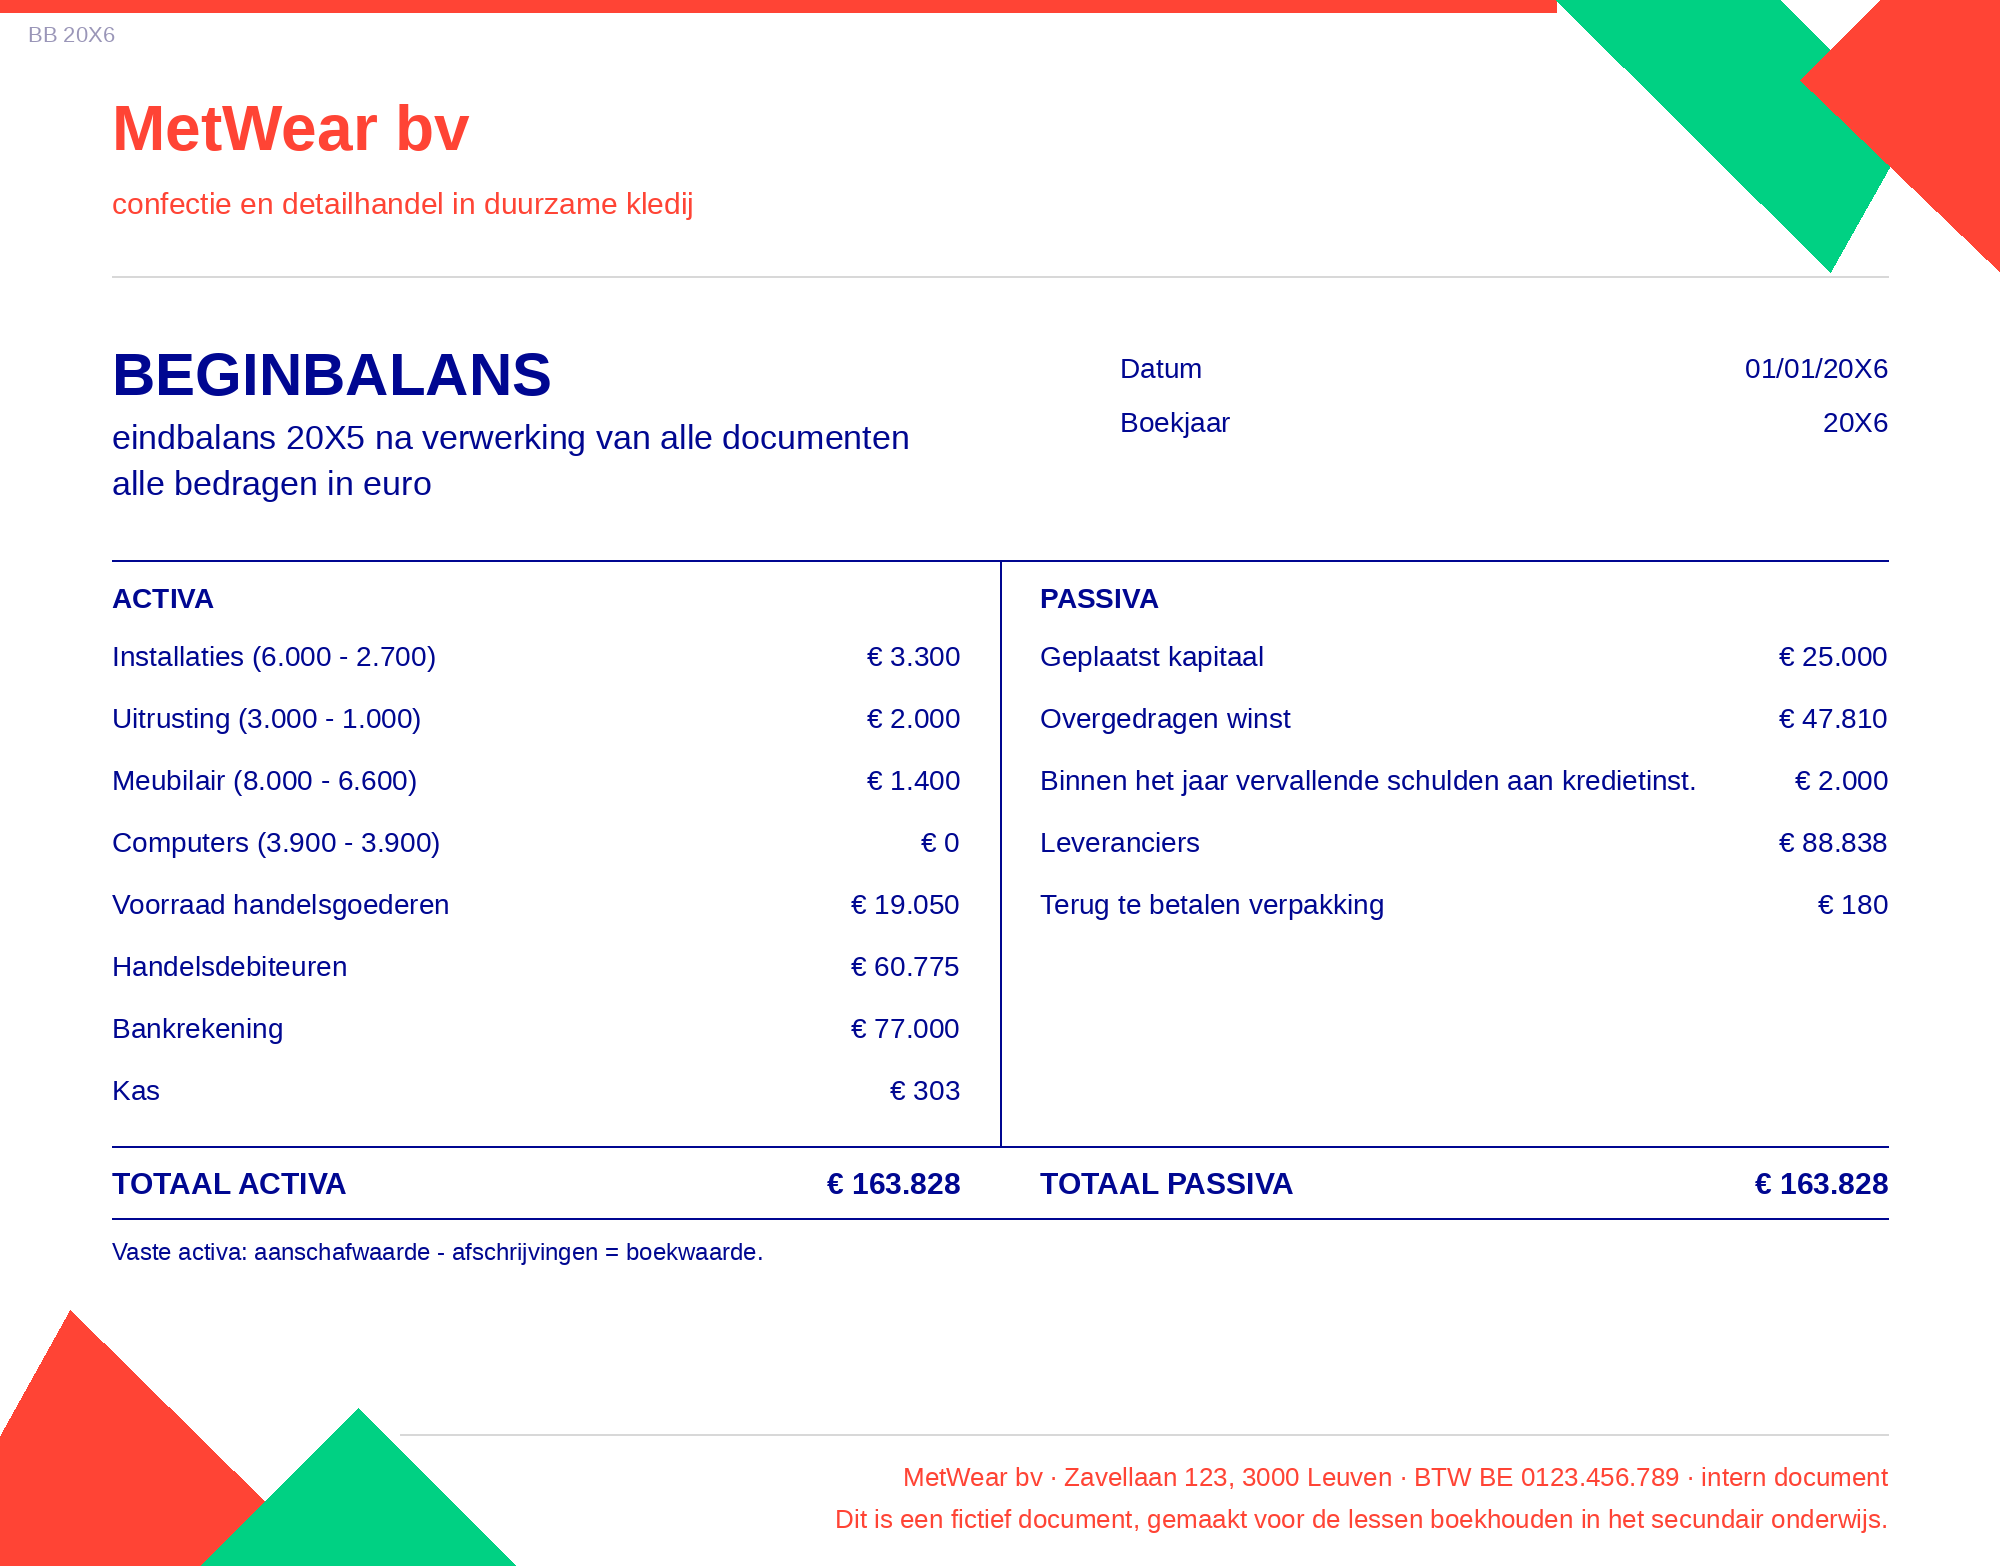 BB 20X6
MetWear bv
confectie en detailhandel in duurzame kledij
BEGINBALANS
eindbalans 20X5 na verwerking van alle documenten
alle bedragen in euro
Datum 01/01/20X6
Boekjaar 20X6
ACTIVA
Installaties (6.000 - 2.700) € 3.300
Uitrusting (3.000 - 1.000) € 2.000
Meubilair (8.000 - 6.600) € 1.400
Computers (3.900 - 3.900) € 0
Voorraad handelsgoederen € 19.050
Handelsdebiteuren € 60.775
Bankrekening € 77.000
Kas € 303
TOTAAL ACTIVA € 163.828
PASSIVA
Geplaatst kapitaal € 25.000
Overgedragen winst € 47.810
Binnen het jaar vervallende schulden aan kredietinst. € 2.000
Leveranciers € 88.838
Terug te betalen verpakking € 180
TOTAAL PASSIVA € 163.828
Vaste activa: aanschafwaarde - afschrijvingen = boekwaarde.
MetWear bv · Zavellaan 123, 3000 Leuven · BTW BE 0123.456.789 · intern document
Dit is een fictief document, gemaakt voor de lessen boekhouden in het secundair onderwijs.